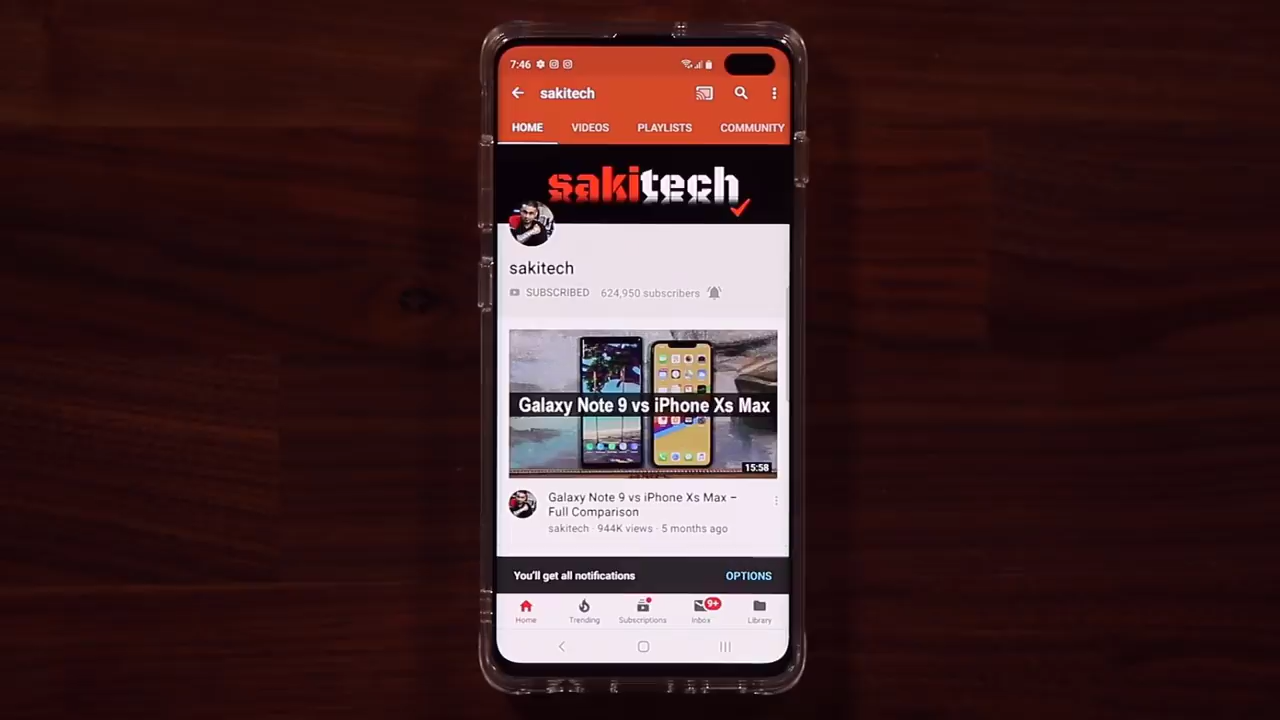 7:46
sakitech
HOME VIDEOS PLAYLISTS COMMUNITY
sakitech
sakitech
SUBSCRIBED 624,950 subscribers
Galaxy Note 9 vs iPhone Xs Max
15:58
Galaxy Note 9 vs iPhone Xs Max –
Full Comparison
sakitech · 944K views · 5 months ago
You'll get all notifications OPTIONS
9+
Home Trending Subscriptions Inbox Library